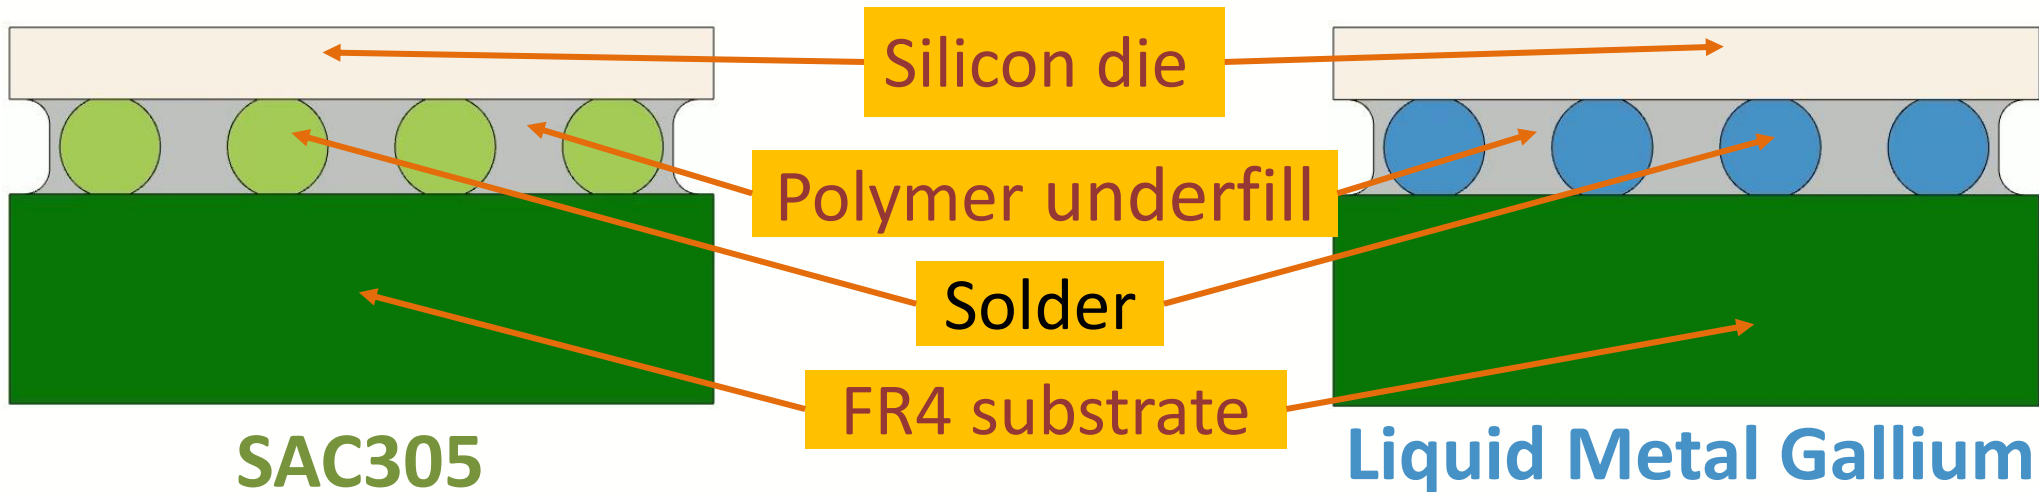 Silicon die
Polymer underfill
Solder
FR4 substrate
SAC305
Liquid Metal Gallium